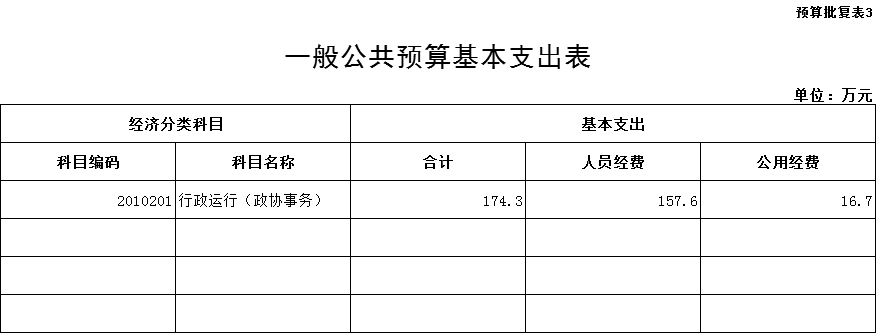 预算批复表3
一般公共预算基本支出表
单位：万元
经济分类科目 基本支出
科目编码 科目名称 合计 人员经费 公用经费
2010201 行政运行（政协事务） 174.3 157.6 16.7